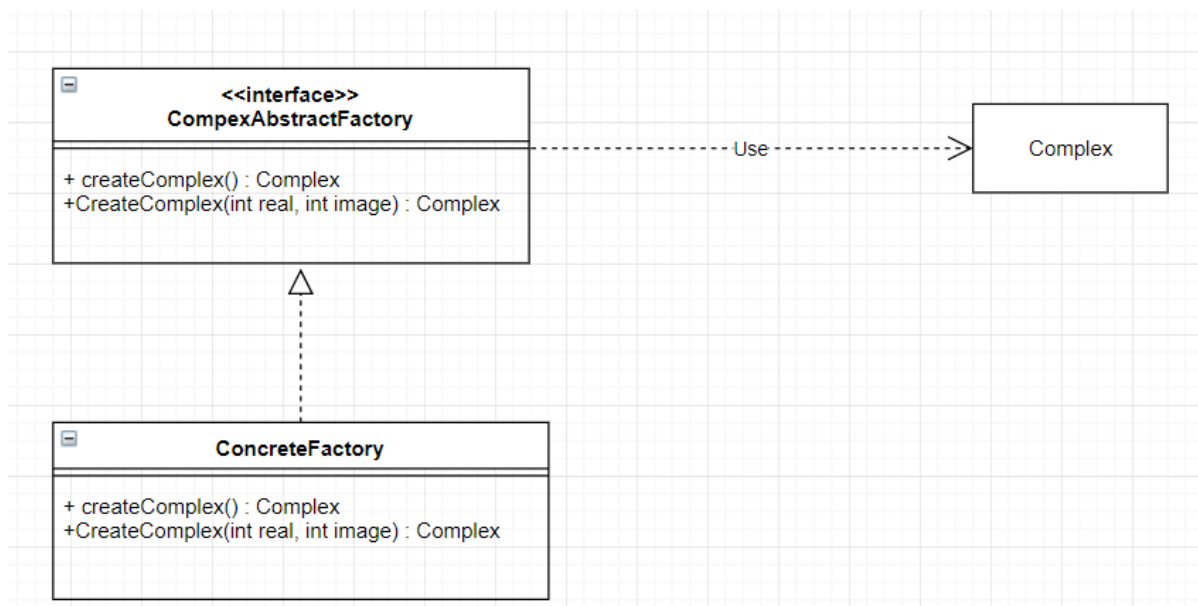 <<interface>>
CompexAbstractFactory
+ createComplex() : Complex
+CreateComplex(int real, int image) : Complex
Use
Complex
ConcreteFactory
+ createComplex() : Complex
+CreateComplex(int real, int image) : Complex